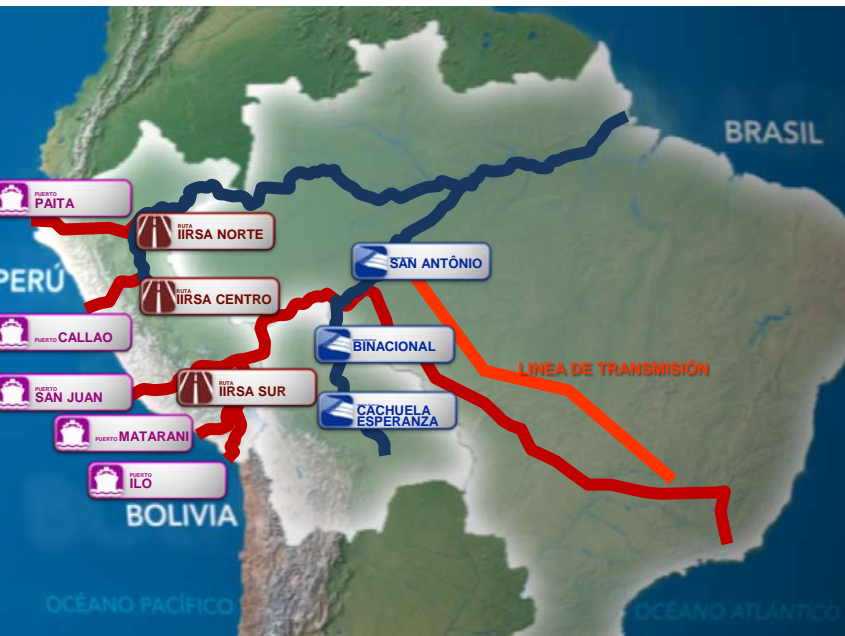 BRASIL
PUERTO
PAITA
RUTA
IIRSA NORTE
SAN ANTÔNIO
PERÚ
RUTA
IIRSA CENTRO
PUERTO CALLAO
BINACIONAL
LINEA DE TRANSMISIÓN
PUERTO
SAN JUAN
RUTA
IIRSA SUR
CACHUELA
ESPERANZA
PUERTO MATARANI
PUERTO
ILO
BOLIVIA
OCÉANO PACÍFICO
OCÉANO ATLÁNTICO